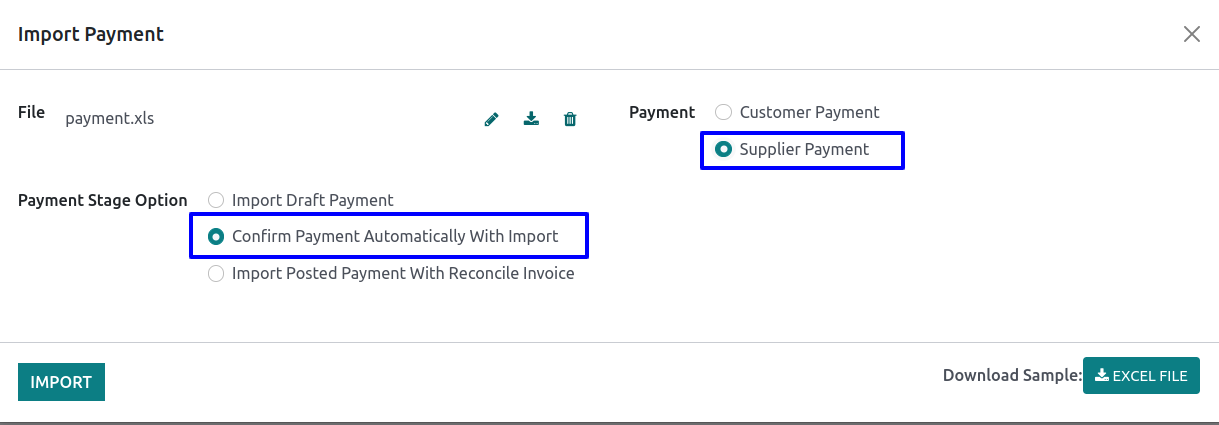 Import Payment
File payment.xls
Payment Customer Payment
Supplier Payment
Payment Stage Option Import Draft Payment
Confirm Payment Automatically With Import
Import Posted Payment With Reconcile Invoice
IMPORT
Download Sample: EXCEL FILE